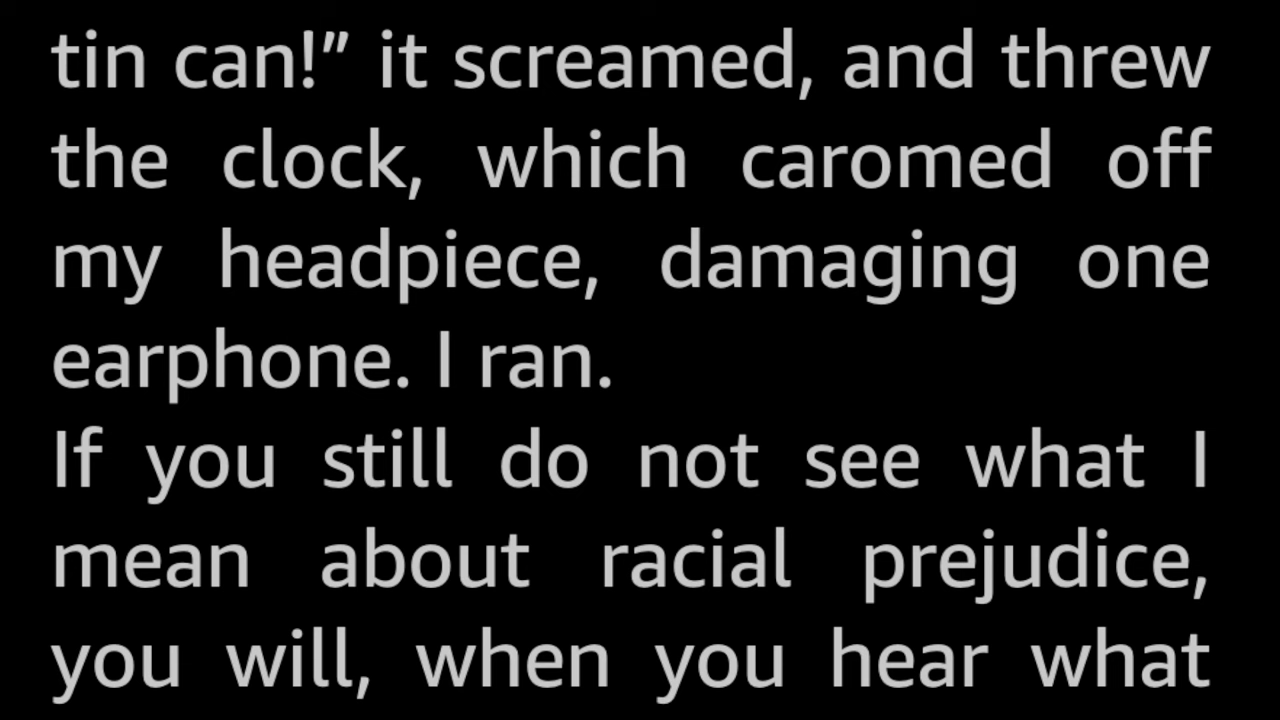 tin can!” it screamed, and threw
the clock, which caromed off
my headpiece, damaging one
earphone. I ran.
If you still do not see what I
mean about racial prejudice,
you will, when you hear what